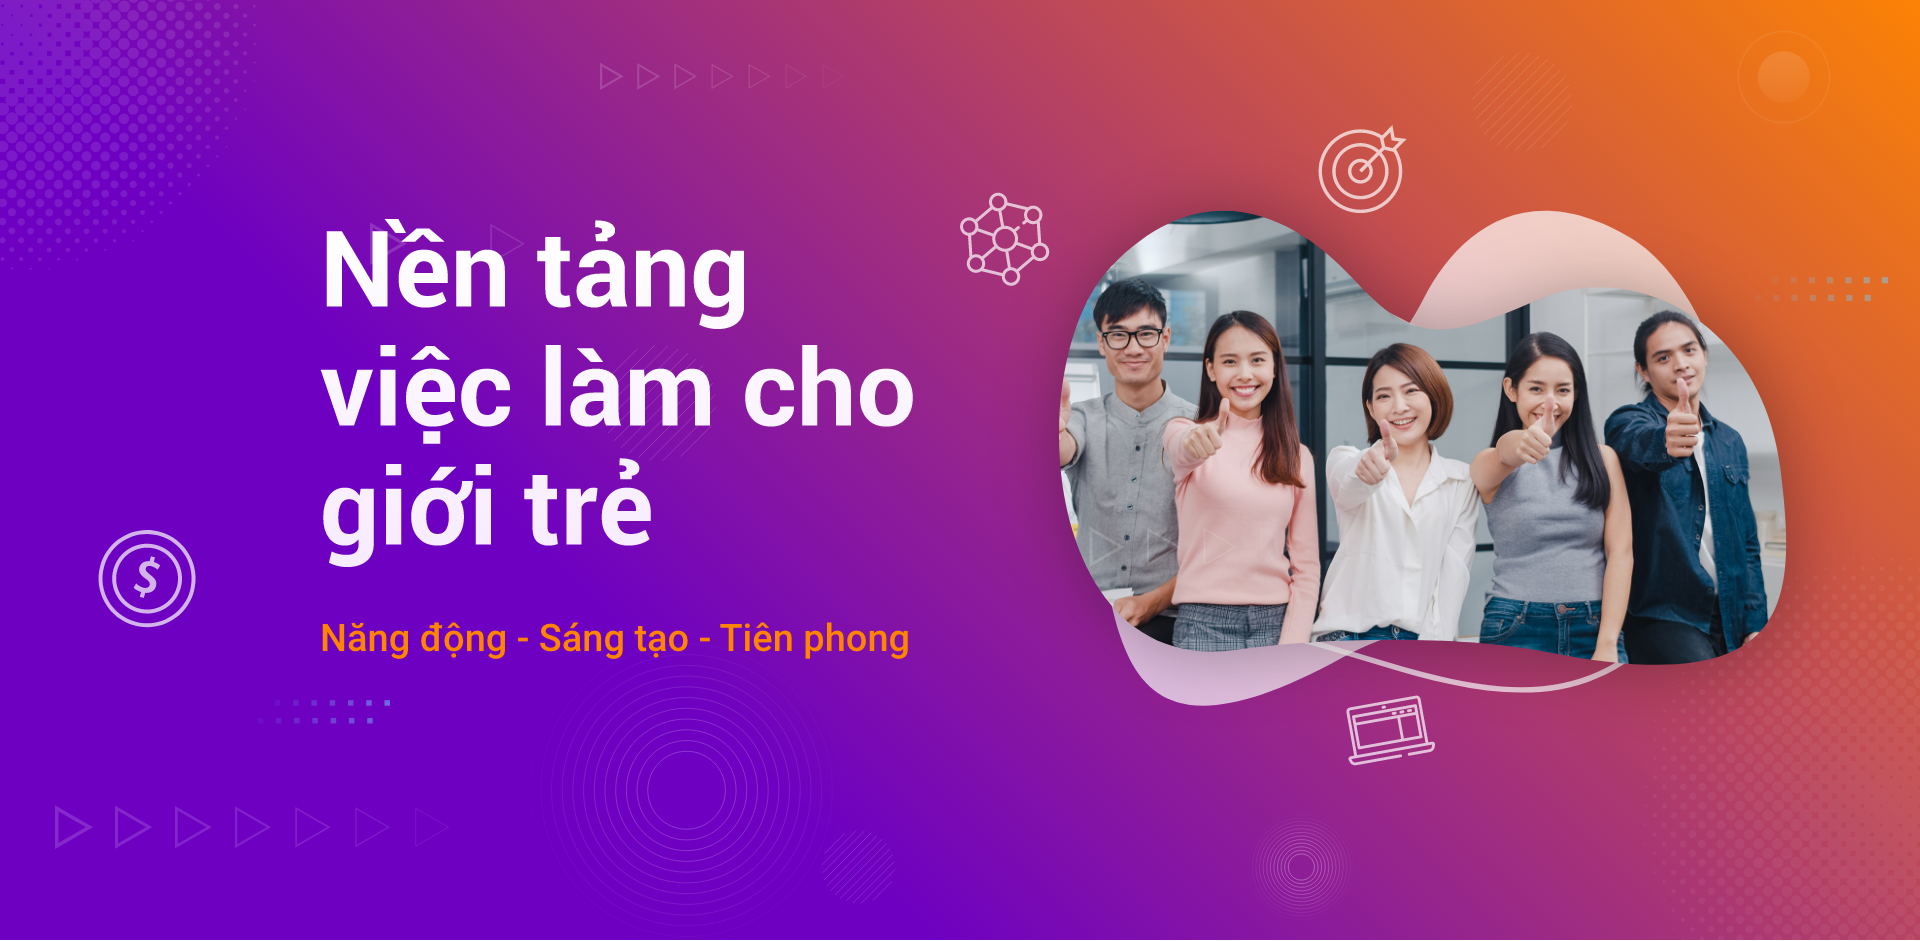 Nền tảng
việc làm cho
giới trẻ
Năng động - Sáng tạo - Tiên phong
$